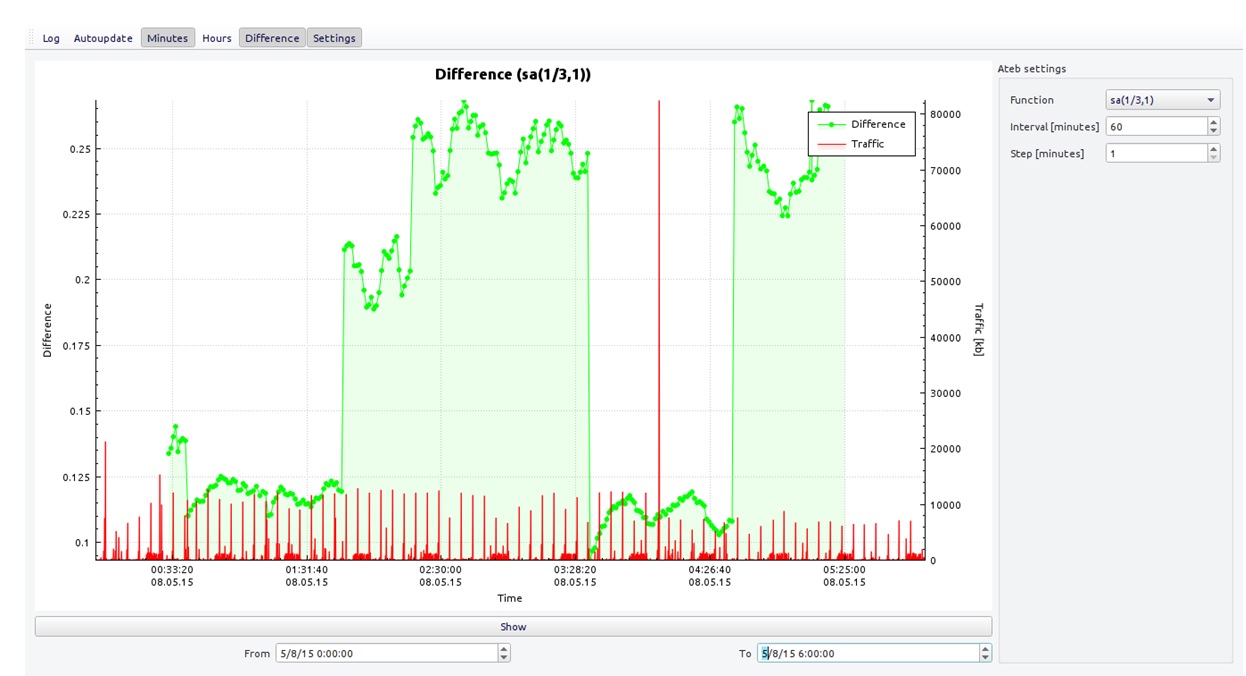 Log Autoupdate Minutes Hours Difference Settings
Difference (sa(1/3,1))
Ateb settings
Function sa(1/3,1)
Interval [minutes] 60
Step [minutes] 1
Difference
Traffic
0.25
0.225
0.2
0.175
0.15
0.125
0.1
Difference
80000
70000
60000
50000
40000
30000
20000
10000
0
Traffic [kb]
00:33:20 01:31:40 02:30:00 03:28:20 04:26:40 05:25:00
08.05.15 08.05.15 08.05.15 08.05.15 08.05.15 08.05.15
Time
Show
From 5/8/15 0:00:00 To 5/8/15 6:00:00